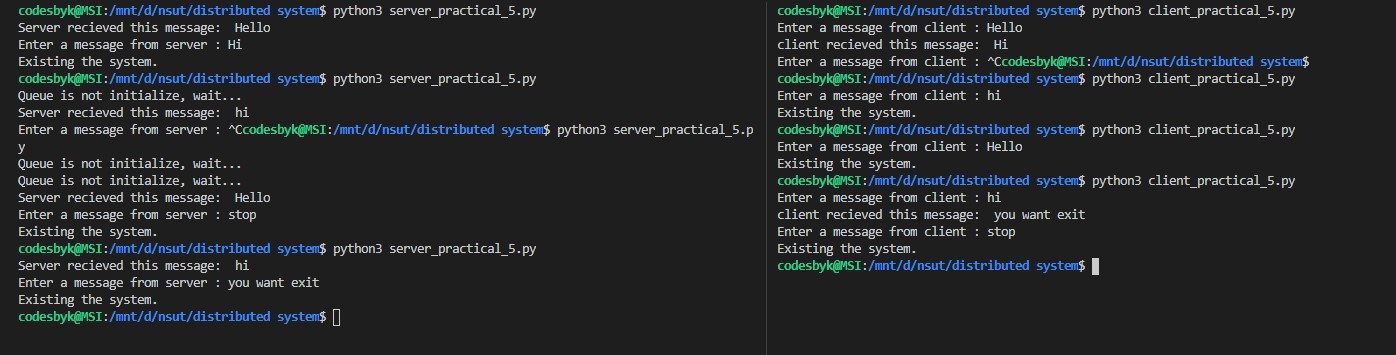 codesbyk@MSI:/mnt/d/nsut/distributed system$ python3 server_practical_5.py
Server recieved this message:  Hello
Enter a message from server : Hi
Existing the system.
codesbyk@MSI:/mnt/d/nsut/distributed system$ python3 server_practical_5.py
Queue is not initialize, wait...
Server recieved this message:  hi
Enter a message from server : ^Ccodesbyk@MSI:/mnt/d/nsut/distributed system$ python3 server_practical_5.p
y
Queue is not initialize, wait...
Queue is not initialize, wait...
Server recieved this message:  Hello
Enter a message from server : stop
Existing the system.
codesbyk@MSI:/mnt/d/nsut/distributed system$ python3 server_practical_5.py
Server recieved this message:  hi
Enter a message from server : you want exit
Existing the system.
codesbyk@MSI:/mnt/d/nsut/distributed system$
codesbyk@MSI:/mnt/d/nsut/distributed system$ python3 client_practical_5.py
Enter a message from client : Hello
client recieved this message:  Hi
Enter a message from client : ^Ccodesbyk@MSI:/mnt/d/nsut/distributed system$
codesbyk@MSI:/mnt/d/nsut/distributed system$ python3 client_practical_5.py
Enter a message from client : hi
Existing the system.
codesbyk@MSI:/mnt/d/nsut/distributed system$ python3 client_practical_5.py
Enter a message from client : Hello
Existing the system.
codesbyk@MSI:/mnt/d/nsut/distributed system$ python3 client_practical_5.py
Enter a message from client : hi
client recieved this message:  you want exit
Enter a message from client : stop
Existing the system.
codesbyk@MSI:/mnt/d/nsut/distributed system$